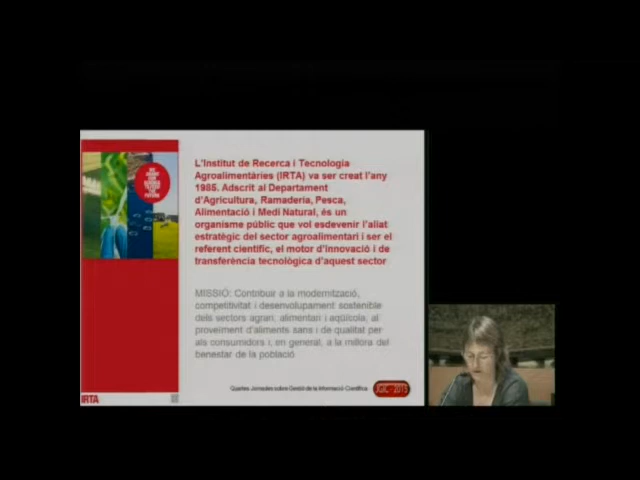 L'Institut de Recerca i Tecnologia
Agroalimentàries (IRTA) va ser creat l'any
1985. Adscrit al Departament
d'Agricultura, Ramaderia, Pesca,
Alimentació i Medi Natural, és un
organisme públic que vol esdevenir l'aliat
estratègic del sector agroalimentari i ser el
referent científic, el motor d'innovació i de
transferència tecnològica d'aquest sector
MISSIÓ: Contribuir a la modernització,
competitivitat i desenvolupament sostenible
dels sectors agrari, alimentari i aqüícola, al
proveïment d'aliments sans i de qualitat per
als consumidors i, en general, a la millora del
benestar de la població
Quartes Jornades sobre Gestió de la Informació Científica
IRTA